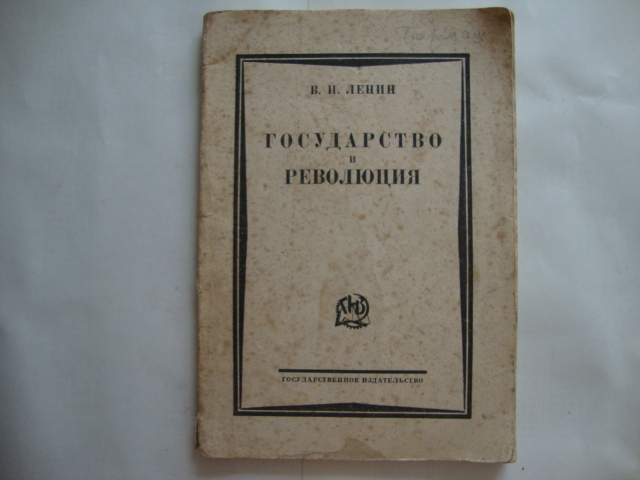 В. И. ЛЕНИН
ГОСУДАРСТВО
И
РЕВОЛЮЦИЯ
ГОСУДАРСТВЕННОЕ ИЗДАТЕЛЬСТВО